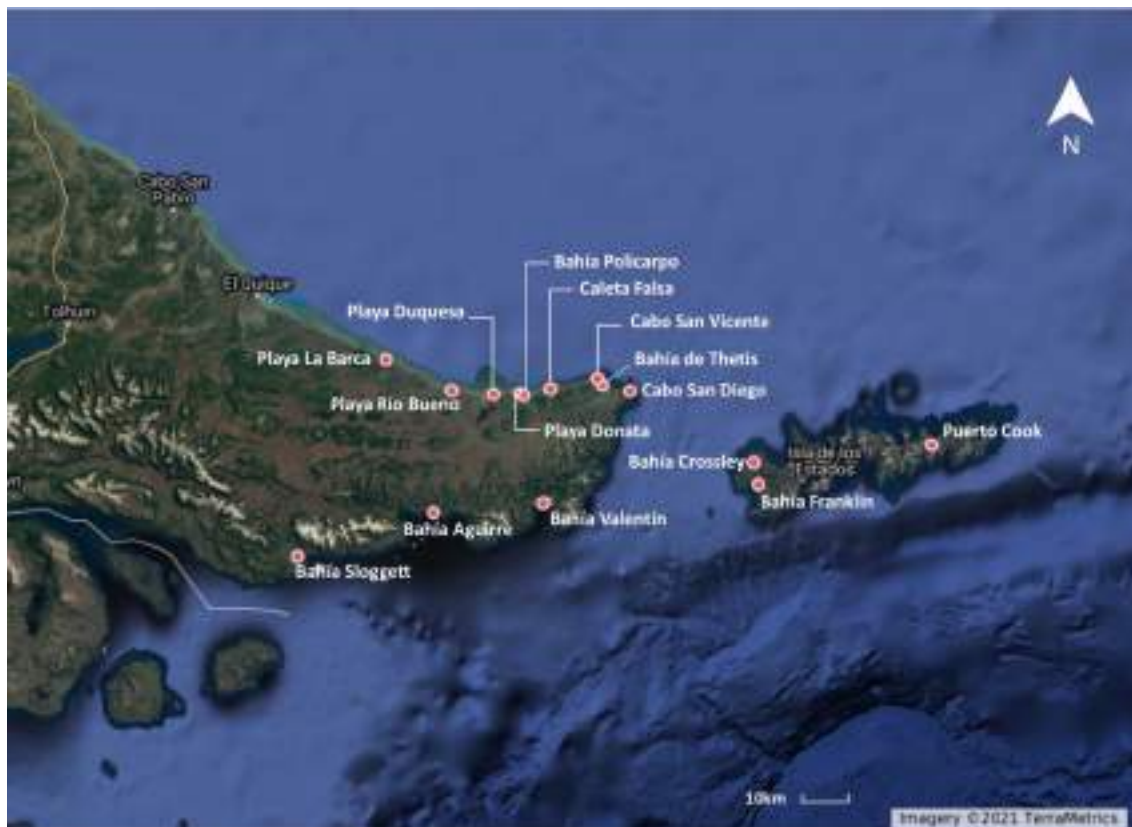 N
Cabo San
Pablo
El Quique
Tolhuin
Bahía Policarpo
Caleta Falsa
Playa Duquesa
Cabo San Vicente
Playa La Barca
Bahía de Thetis
Playa Río Bueno
Cabo San Diego
Playa Donata
Puerto Cook
Isla de los
Estados
Bahía Crossley
Bahía Franklin
Bahía Valentín
Bahía Aguirre
Bahía Sloggett
10km
Imagery ©2021 TerraMetrics